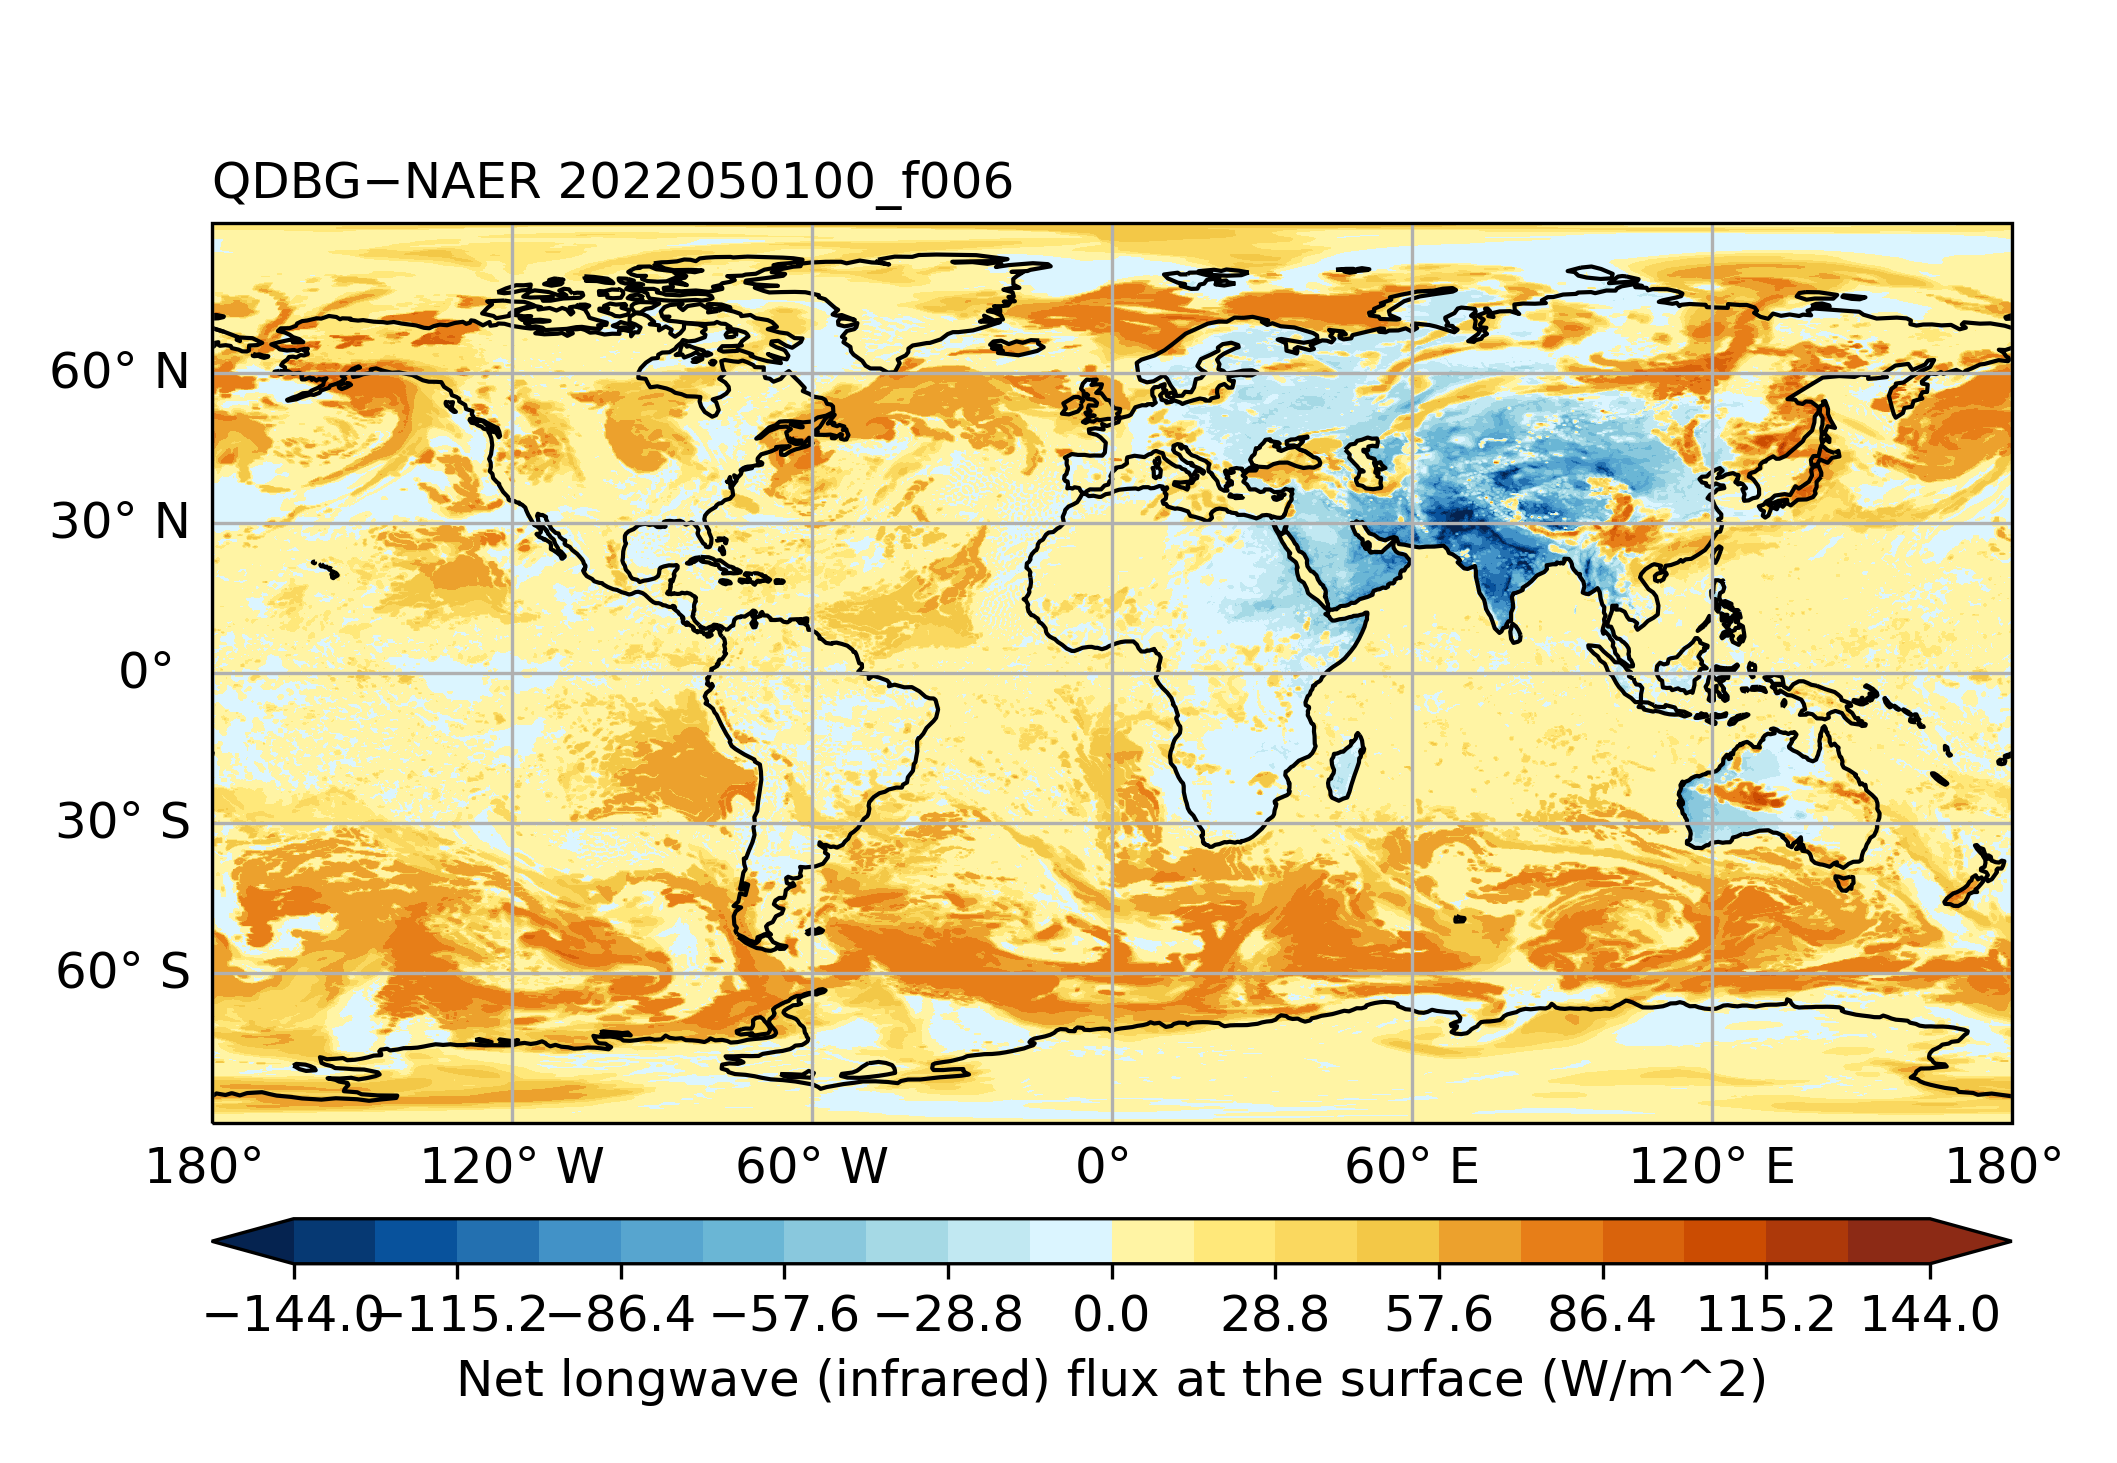 QDBG−NAER 2022050100_f006
60° N
30° N
0°
30° S
60° S
180° 120° W 60° W 0° 60° E 120° E 180°
−144.0 −115.2 −86.4 −57.6 −28.8 0.0 28.8 57.6 86.4 115.2 144.0
Net longwave (infrared) flux at the surface (W/m^2)